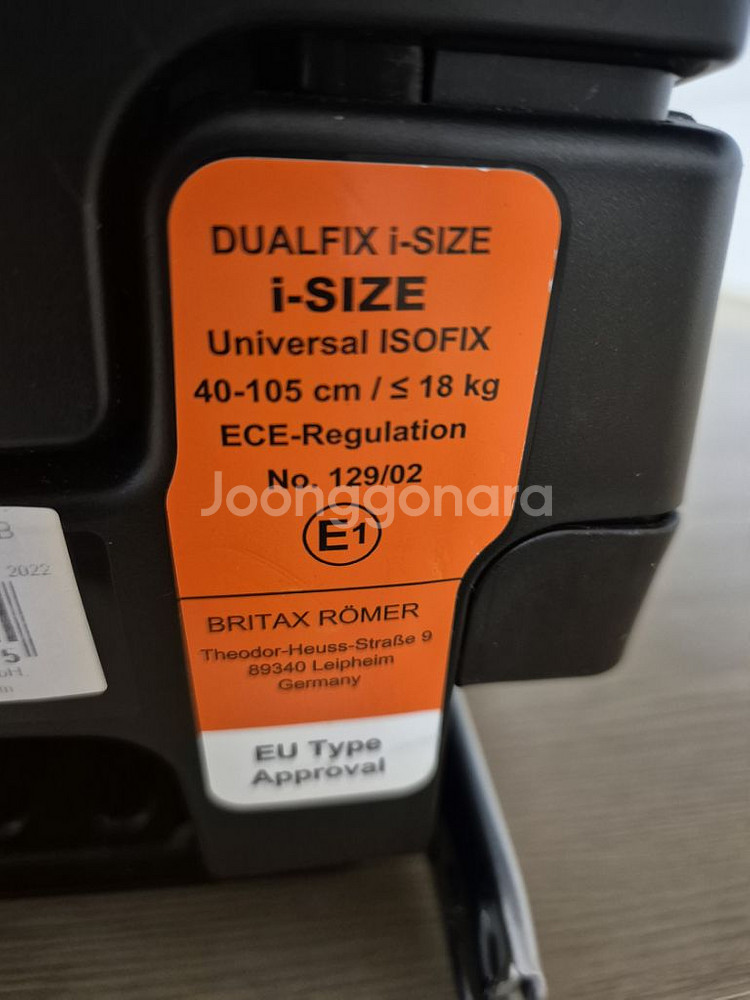 DUALFIX i-SIZE
i-SIZE
Universal ISOFIX
40-105 cm / ≤ 18 kg
ECE-Regulation
No. 129/02
Joonggonara
E1
BRITAX RÖMER
Theodor-Heuss-Straße 9
89340 Leipheim
Germany
EU Type
Approval
B
2022
5